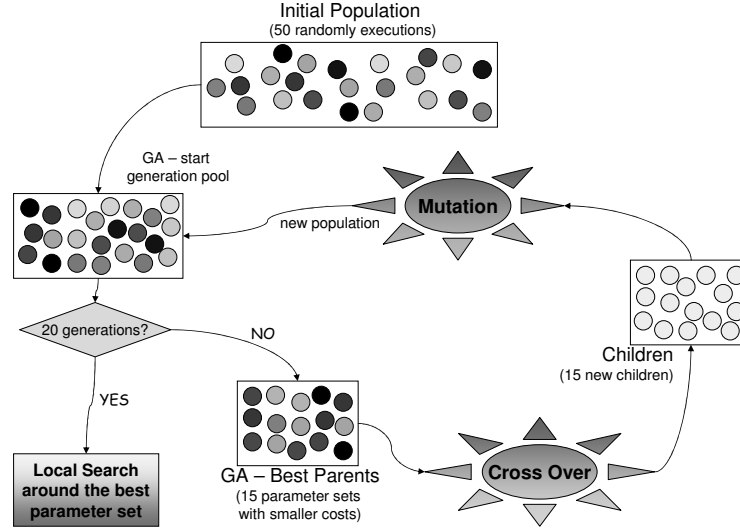 Initial Population
(50 randomly executions)
GA – start
generation pool
Mutation
new population
20 generations?
NO
YES
Children
(15 new children)
Local Search
around the best
parameter set
GA – Best Parents
(15 parameter sets
with smaller costs)
Cross Over